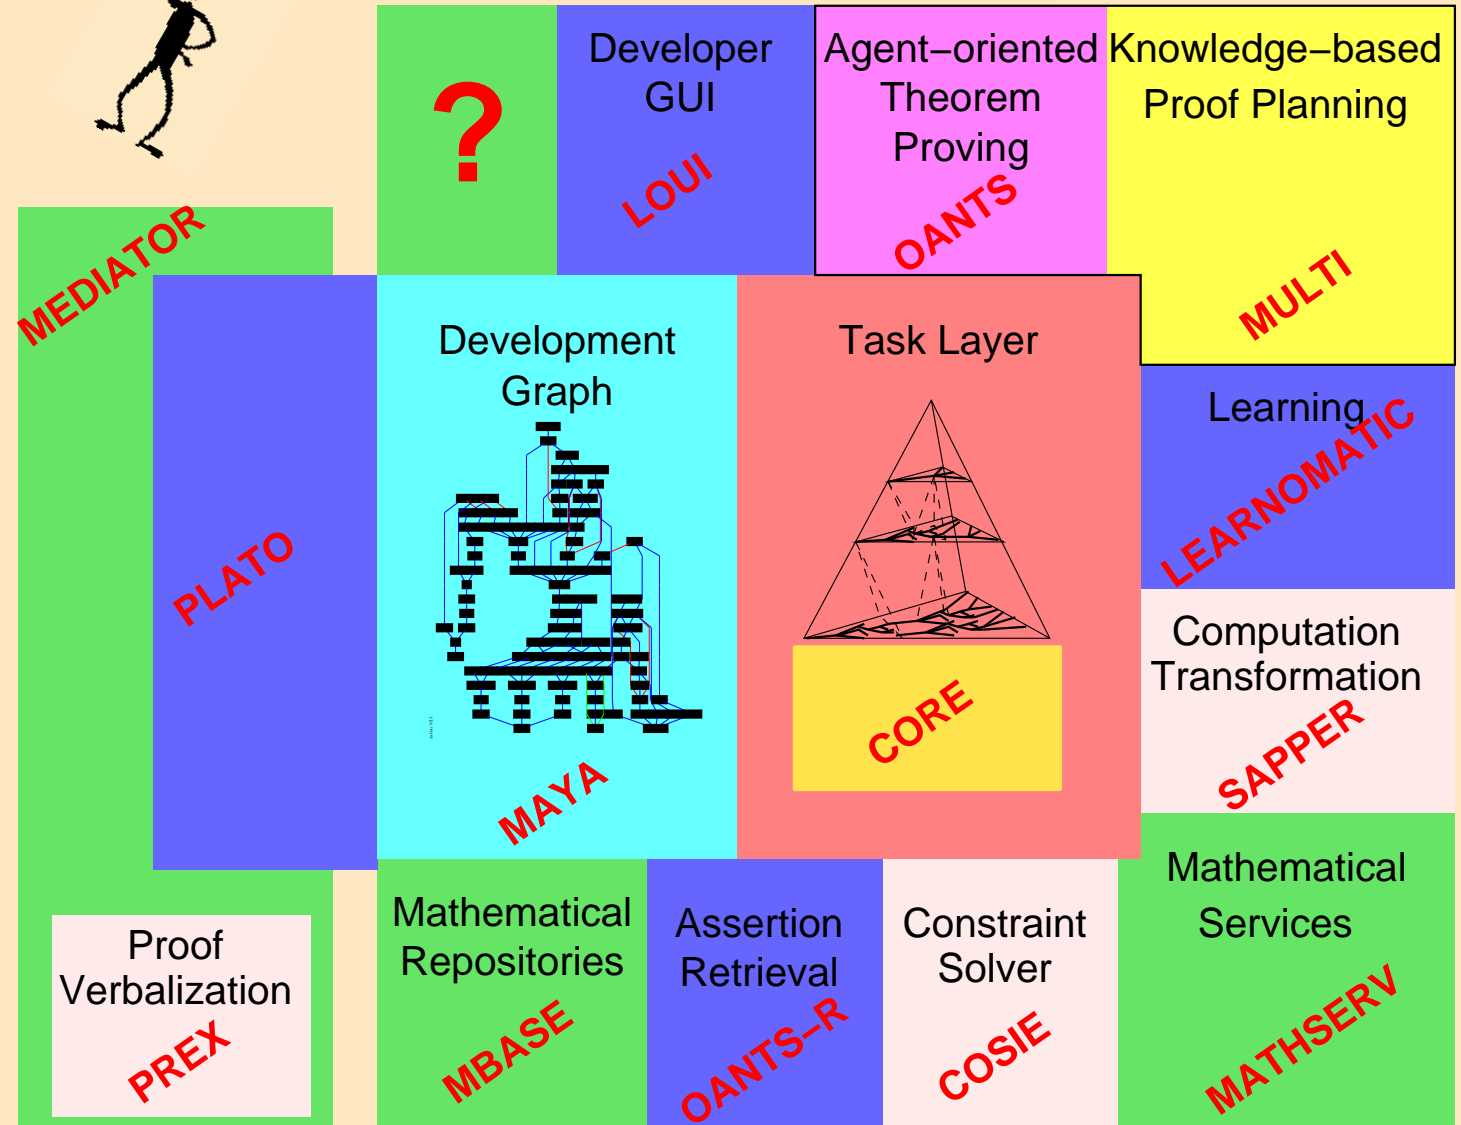 ?
Developer
GUI
LOUI
Agent–oriented
Theorem
Proving
OANTS
Knowledge–based
Proof Planning
MULTI
MEDIATOR
PLATO
Development
Graph
MAYA
Task Layer
CORE
Learning
LEARNOMATIC
Computation
Transformation
SAPPER
Proof
Verbalization
PREX
Mathematical
Repositories
MBASE
Assertion
Retrieval
OANTS–R
Constraint
Solver
COSIE
Mathematical
Services
MATHSERV